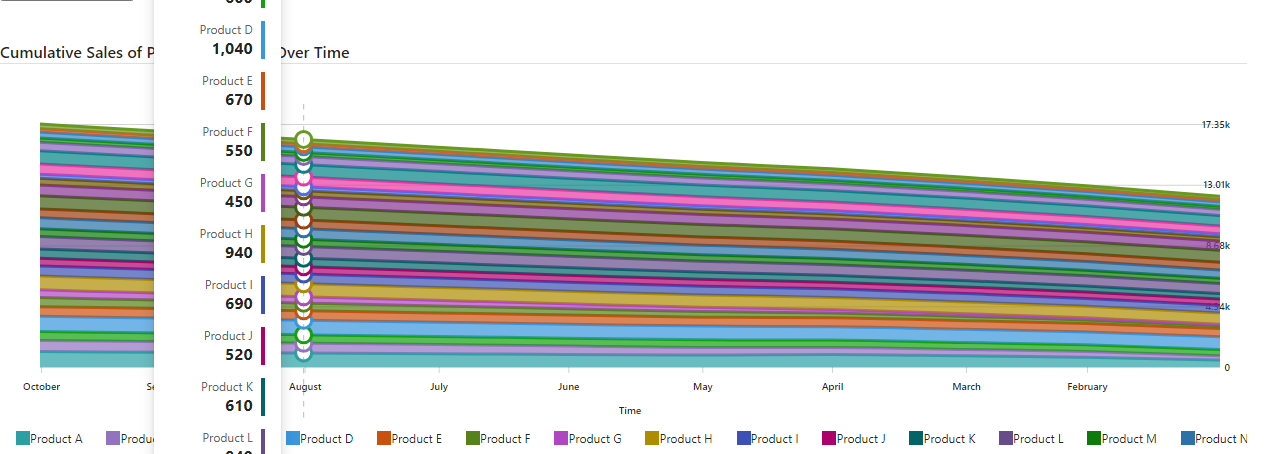 Product D
1,040
Cumulative Sales of P
Over Time
Product E
670
17.35k
Product F
550
Product G
450
13.01k
Product H
940
8.68k
Product I
690
Product J
520
0
October
August
July
June
May
April
March
February
Product K
610
Time
Product A
Product L
Product D
Product E
Product F
Product G
Product H
Product I
Product J
Product K
Product L
Product M
Product N